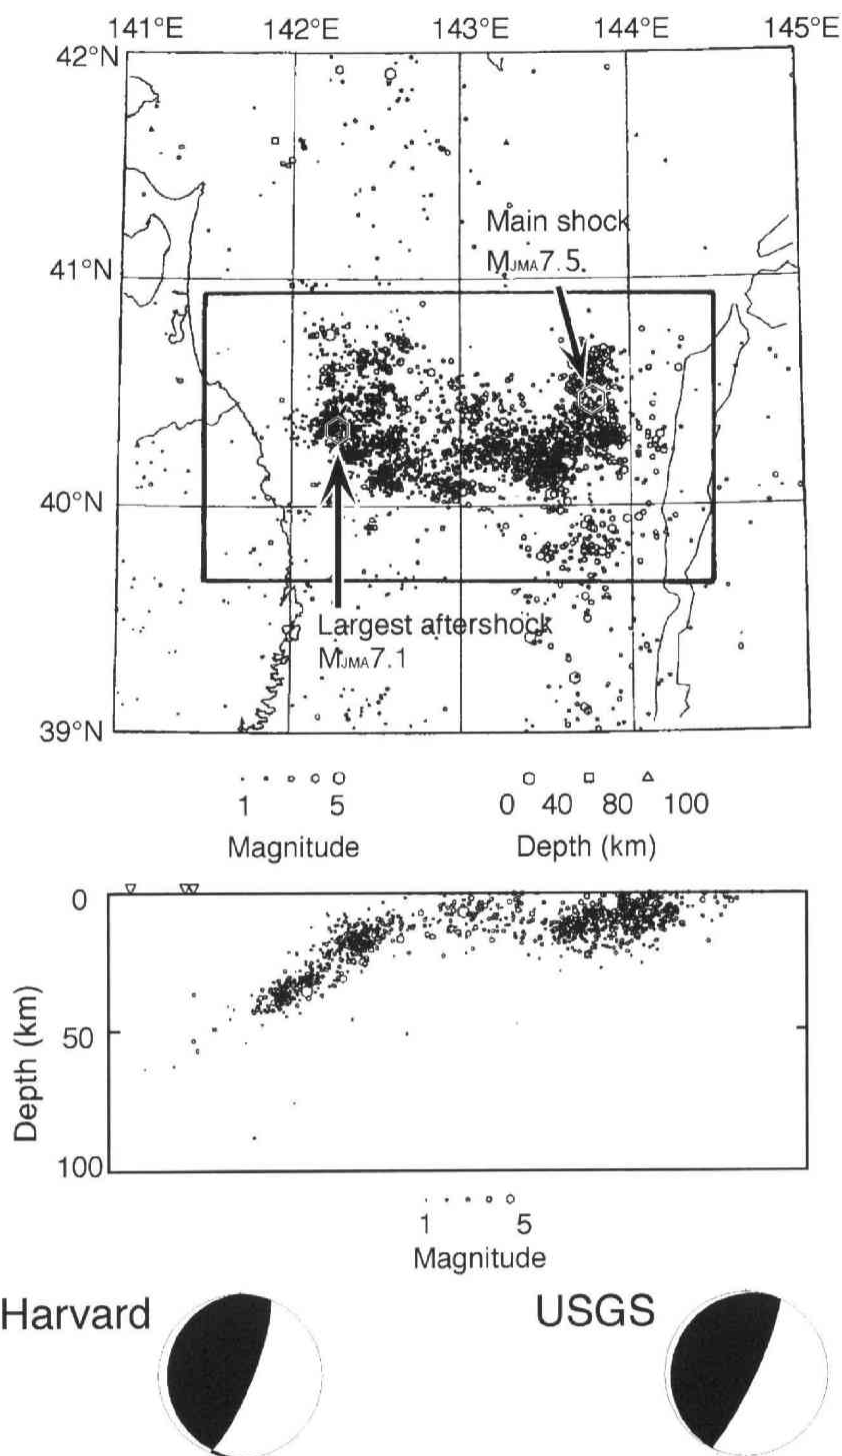 141°E 142°E 143°E 144°E 145°E
42°N
Main shock
MJMA7.5
41°N
40°N
Largest aftershock
MJMA7.1
39°N
1 5
Magnitude
0 40 80 100
Depth (km)
0
50
100
Depth (km)
1 5
Magnitude
Harvard
USGS